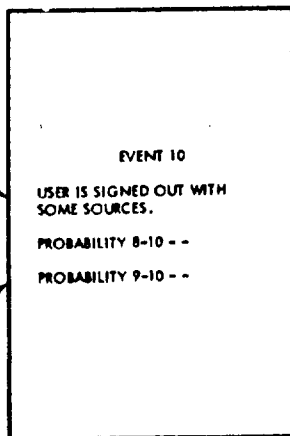 EVENT 10
USER IS SIGNED OUT WITH
SOME SOURCES.
PROBABILITY 8-10 - -
PROBABILITY 9-10 - -